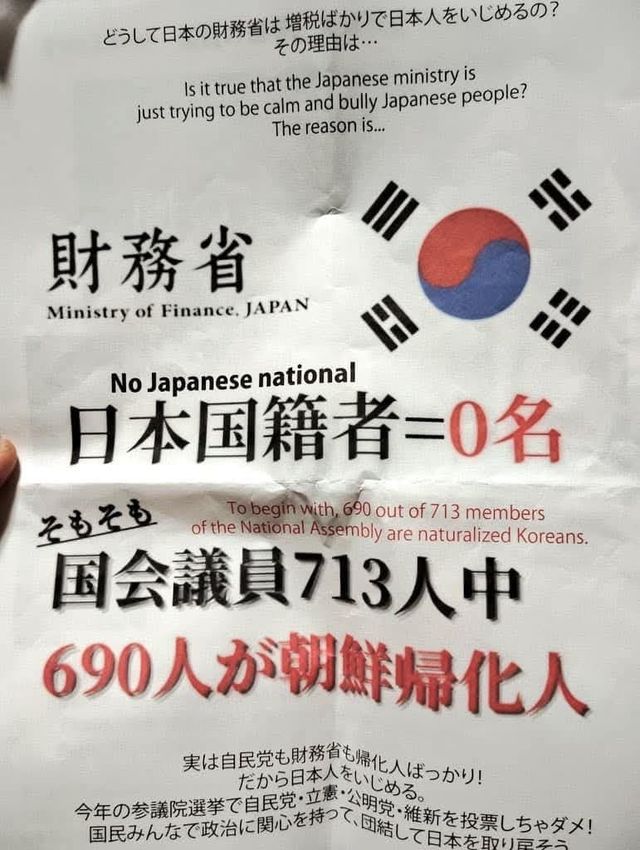 どうして日本の財務省は 増税ばかりで日本人をいじめるの?
その理由は…
Is it true that the Japanese ministry is
just trying to be calm and bully Japanese people?
The reason is...
財務省
Ministry of Finance, JAPAN
No Japanese national
日本国籍者=0名
そもそも
To begin with, 690 out of 713 members
of the National Assembly are naturalized Koreans.
国会議員713人中
690人が朝鮮帰化人
実は自民党も財務省も帰化人ばっかり!
だから日本人をいじめる。
今年の参議院選挙で自民党・立憲・公明党・維新を投票しちゃダメ!
国民みんなで政治に関心を持って、団結して日本を取り戻そう